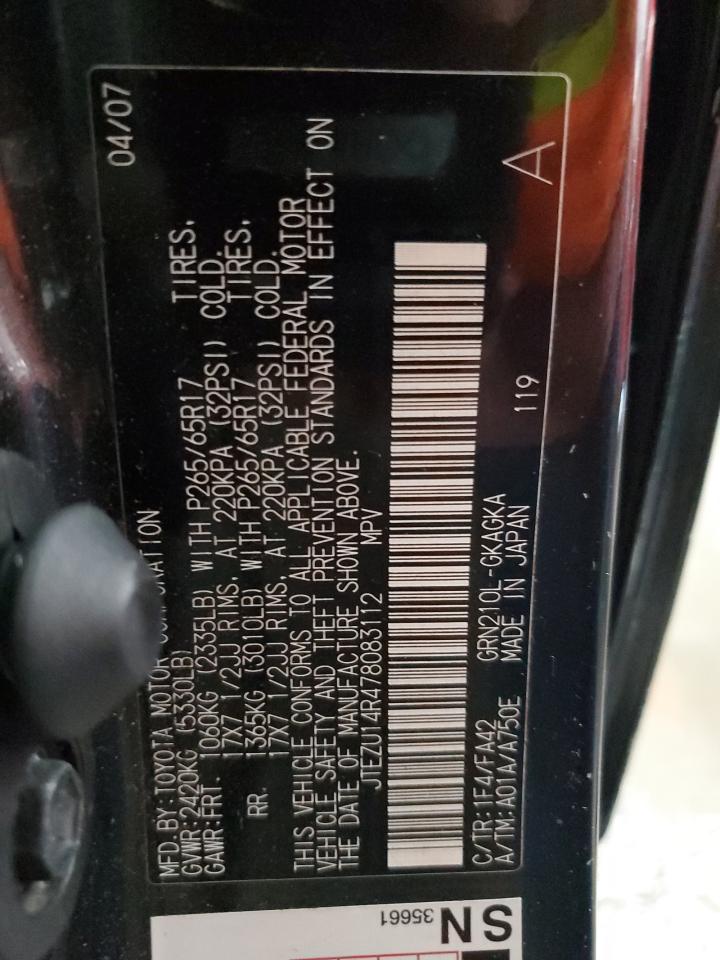 MFD.BY:TOYOTA MOTOR CORPORATION 04/07
GVWR:2420KG (5330LB)
GAWR:FRT. 1060KG (2335LB) WITH P265/65R17 TIRES,
17X7 1/2JJ RIMS, AT 220KPA (32PSI) COLD.
RR. 1365KG (3010LB) WITH P265/65R17 TIRES,
17X7 1/2JJ RIMS, AT 220KPA (32PSI) COLD.
THIS VEHICLE CONFORMS TO ALL APPLICABLE FEDERAL MOTOR
VEHICLE SAFETY AND THEFT PREVENTION STANDARDS IN EFFECT ON
THE DATE OF MANUFACTURE SHOWN ABOVE.
JTEZU14R478083112 MPV
C/TR:1E4/FA42 GRN210L-GKAGKA
A/TM:A01A/A750E MADE IN JAPAN 119 A
SN
35661